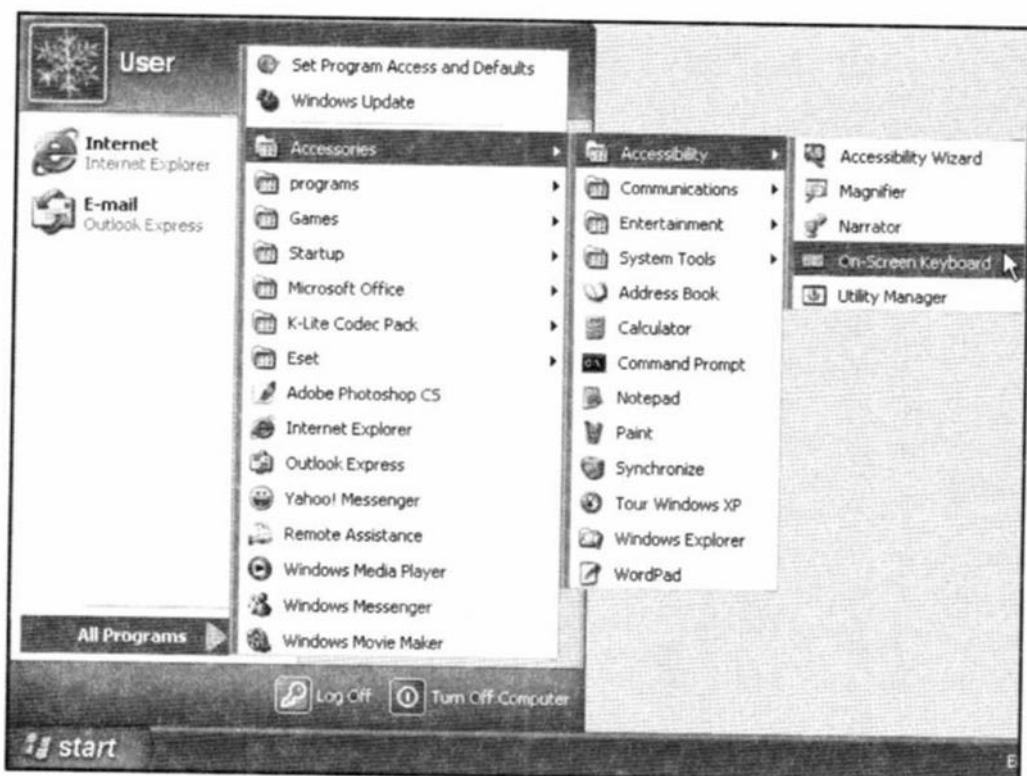 User
Internet
Internet Explorer
E-mail
Outlook Express
All Programs
Set Program Access and Defaults
Windows Update
Accessories
programs
Games
Startup
Microsoft Office
K-Lite Codec Pack
Eset
Adobe Photoshop CS
Internet Explorer
Outlook Express
Yahoo! Messenger
Remote Assistance
Windows Media Player
Windows Messenger
Windows Movie Maker
Accessibility
Communications
Entertainment
System Tools
Address Book
Calculator
Command Prompt
Notepad
Paint
Synchronize
Tour Windows XP
Windows Explorer
WordPad
Accessibility Wizard
Magnifier
Narrator
On-Screen Keyboard
Utility Manager
Log Off
Turn Off Computer
start
E